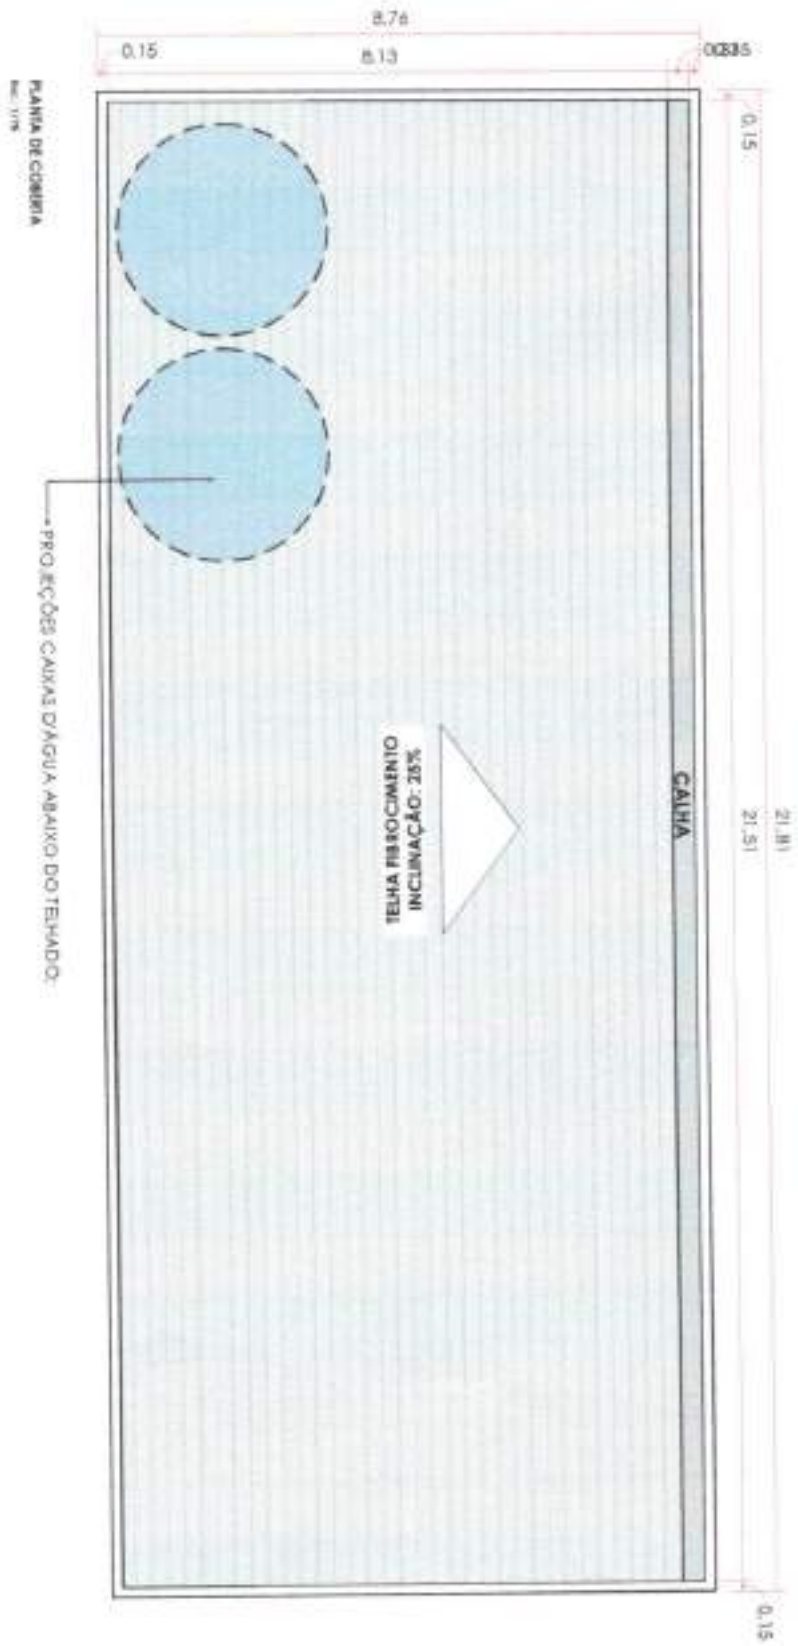 8.76
0.15
8.13
0.15
21.81
21.51
CALHA
TELHA FIBROCIMENTO
INCLINAÇÃO: 25%
PROJEÇÕES CAIXAS D'ÁGUA ABAIXO DO TELHADO;
0.15
PLANTA DE COBERTA